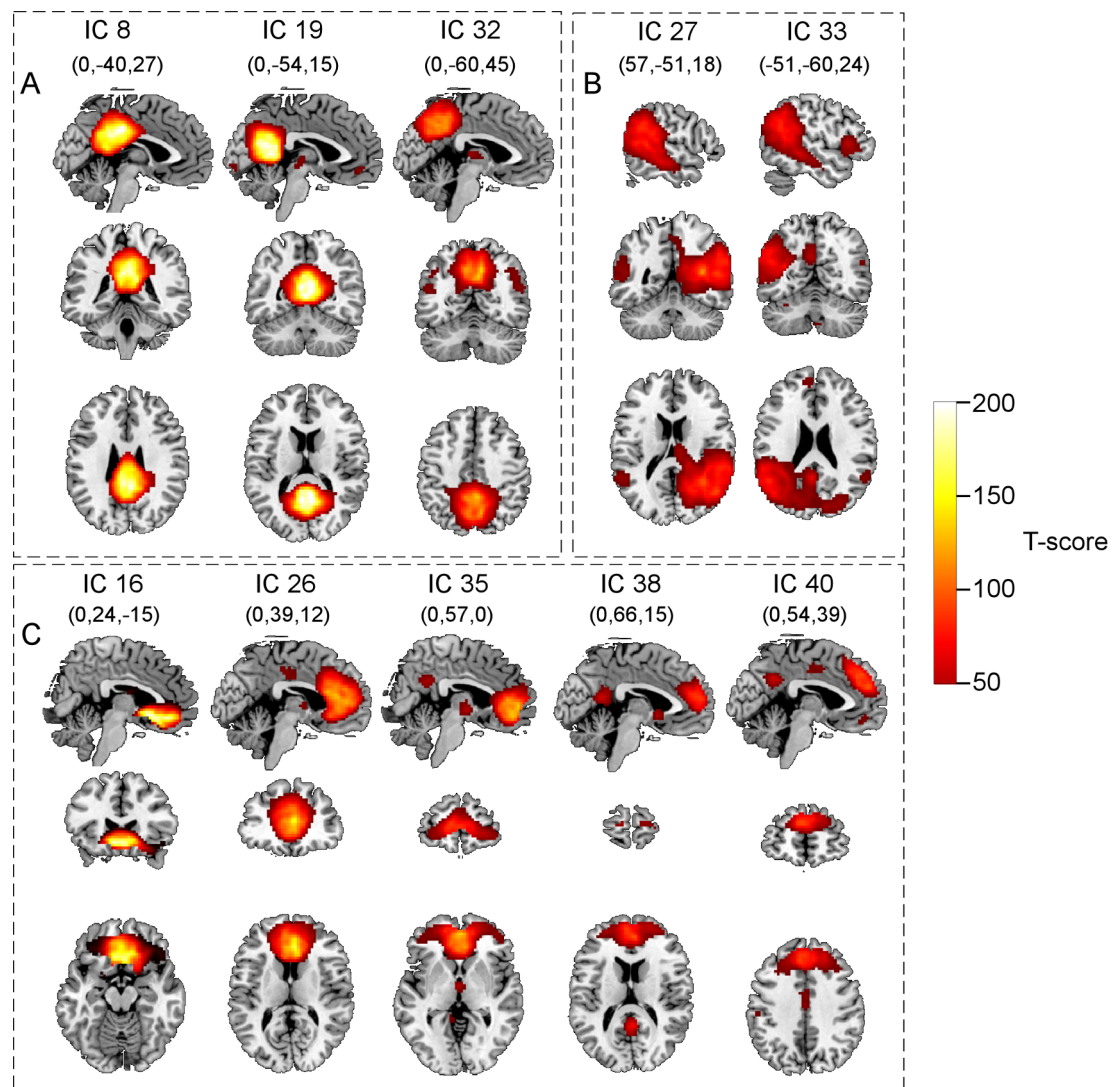 IC 8 IC 19 IC 32
(0,-40,27) (0,-54,15) (0,-60,45)
A
IC 27 IC 33
(57,-51,18) (-51,-60,24)
B
200
150
100
50
T-score
IC 16 IC 26 IC 35 IC 38 IC 40
(0,24,-15) (0,39,12) (0,57,0) (0,66,15) (0,54,39)
C